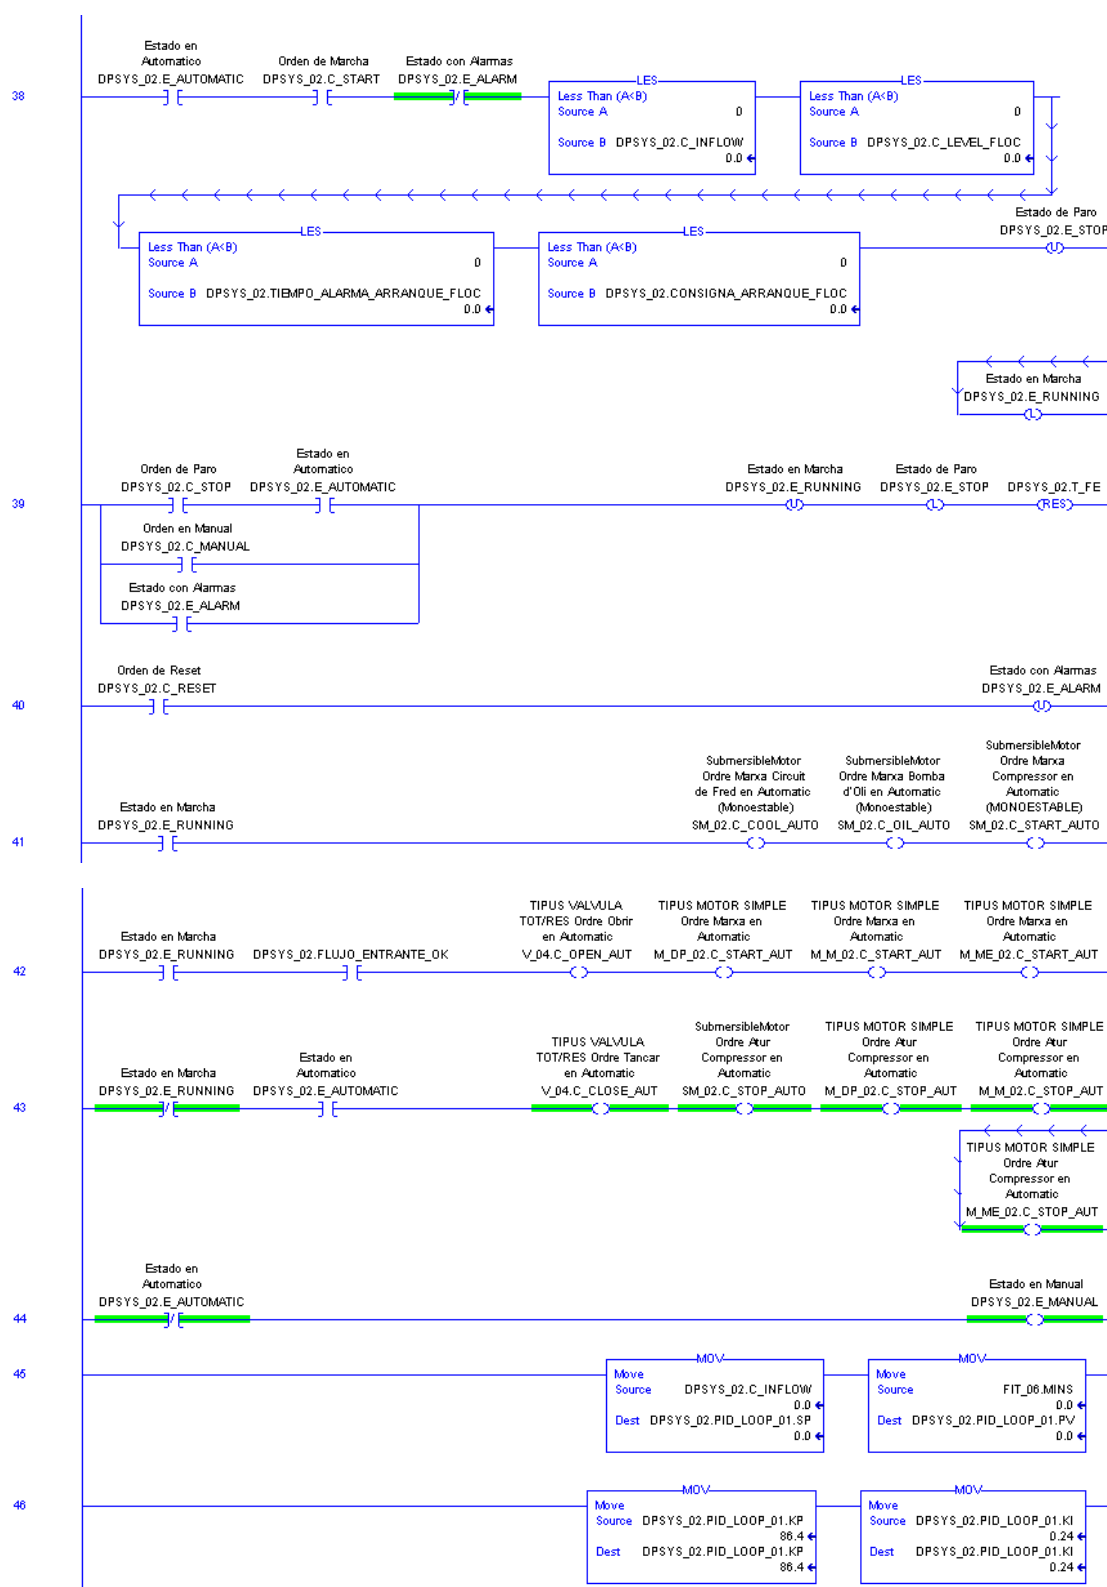 Estado en
Automatico
DPSYS_02.E_AUTOMATIC
Orden de Marcha
DPSYS_02.C_START
Estado con Alarmas
DPSYS_02.E_ALARM
38
LES
Less Than (A<B)
Source A 0
Source B DPSYS_02.C_INFLOW
0.0
LES
Less Than (A<B)
Source A 0
Source B DPSYS_02.C_LEVEL_FLOC
0.0
LES
Less Than (A<B)
Source A 0
Source B DPSYS_02.TIEMPO_ALARMA_ARRANQUE_FLOC
0.0
LES
Less Than (A<B)
Source A 0
Source B DPSYS_02.CONSIGNA_ARRANQUE_FLOC
0.0
Estado de Paro
DPSYS_02.E_STOP
U
Estado en Marcha
DPSYS_02.E_RUNNING
L
39
Orden de Paro
DPSYS_02.C_STOP
Estado en
Automatico
DPSYS_02.E_AUTOMATIC
Orden en Manual
DPSYS_02.C_MANUAL
Estado con Alarmas
DPSYS_02.E_ALARM
Estado en Marcha
DPSYS_02.E_RUNNING
U
Estado de Paro
DPSYS_02.E_STOP
L
DPSYS_02.T_FE
RES
40
Orden de Reset
DPSYS_02.C_RESET
Estado con Alarmas
DPSYS_02.E_ALARM
U
41
Estado en Marcha
DPSYS_02.E_RUNNING
SubmersibleMotor
Ordre Marxa Circuit
de Fred en Automatic
(Monoestable)
SM_02.C_COOL_AUTO
SubmersibleMotor
Ordre Marxa Bomba
d'Oli en Automatic
(Monoestable)
SM_02.C_OIL_AUTO
SubmersibleMotor
Ordre Marxa
Compressor en
Automatic
(MONOESTABLE)
SM_02.C_START_AUTO
42
Estado en Marcha
DPSYS_02.E_RUNNING
DPSYS_02.FLUJO_ENTRANTE_OK
TIPUS VALVULA
TOT/RES Ordre Obrir
en Automatic
V_04.C_OPEN_AUT
TIPUS MOTOR SIMPLE
Ordre Marxa en
Automatic
M_DP_02.C_START_AUT
TIPUS MOTOR SIMPLE
Ordre Marxa en
Automatic
M_M_02.C_START_AUT
TIPUS MOTOR SIMPLE
Ordre Marxa en
Automatic
M_ME_02.C_START_AUT
43
Estado en Marcha
DPSYS_02.E_RUNNING
Estado en
Automatico
DPSYS_02.E_AUTOMATIC
TIPUS VALVULA
TOT/RES Ordre Tancar
en Automatic
V_04.C_CLOSE_AUT
SubmersibleMotor
Ordre Atur
Compressor en
Automatic
SM_02.C_STOP_AUTO
TIPUS MOTOR SIMPLE
Ordre Atur
Compressor en
Automatic
M_DP_02.C_STOP_AUT
TIPUS MOTOR SIMPLE
Ordre Atur
Compressor en
Automatic
M_M_02.C_STOP_AUT
TIPUS MOTOR SIMPLE
Ordre Atur
Compressor en
Automatic
M_ME_02.C_STOP_AUT
44
Estado en
Automatico
DPSYS_02.E_AUTOMATIC
Estado en Manual
DPSYS_02.E_MANUAL
45
MOV
Move
Source DPSYS_02.C_INFLOW
0.0
Dest DPSYS_02.PID_LOOP_01.SP
0.0
MOV
Move
Source FIT_06.MINS
0.0
Dest DPSYS_02.PID_LOOP_01.PV
0.0
46
MOV
Move
Source DPSYS_02.PID_LOOP_01.KP
86.4
Dest DPSYS_02.PID_LOOP_01.KP
86.4
MOV
Move
Source DPSYS_02.PID_LOOP_01.KI
0.24
Dest DPSYS_02.PID_LOOP_01.KI
0.24